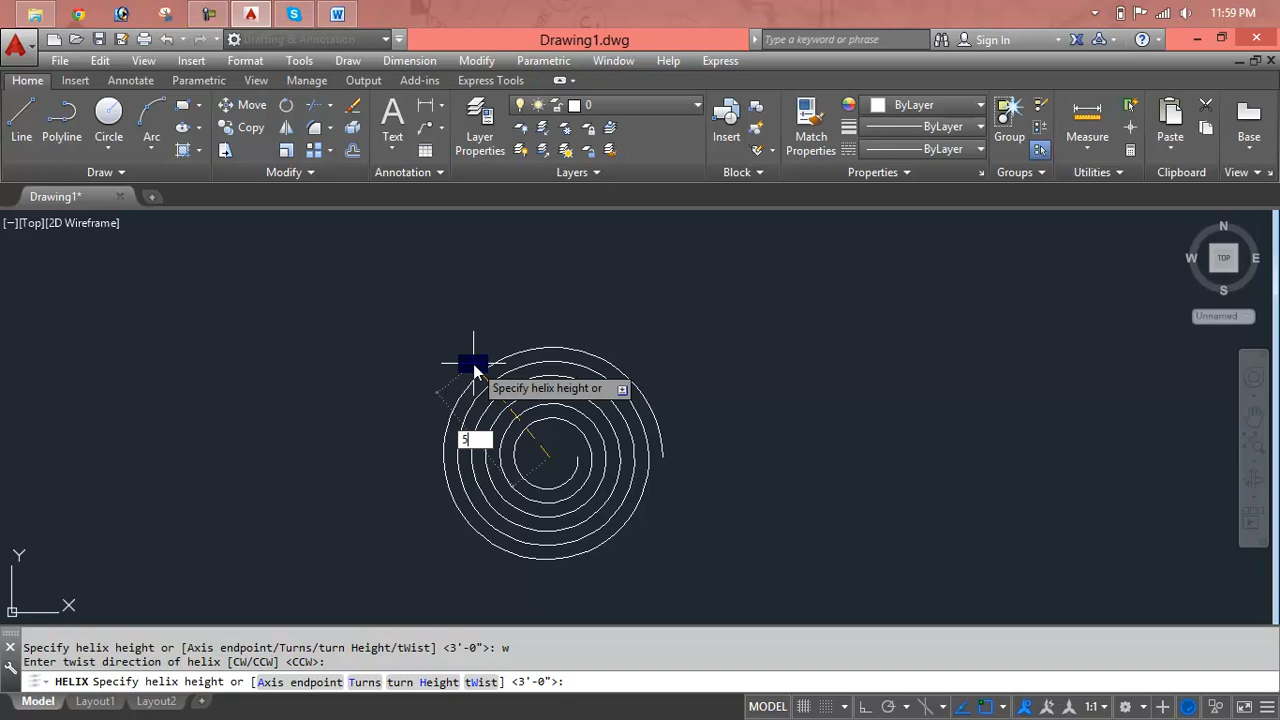 11:59 PM
Drafting & Annotation
Drawing1.dwg
Type a keyword or phrase
Sign In
File Edit View Insert Format Tools Draw Dimension Modify Parametric Window Help Express
Home Insert Annotation Parametric View Manage Output Add-ins Express Tools
Line Polyline Circle Arc Move Copy Text Layer Properties 0 Insert Match Properties ByLayer ByLayer ByLayer Group Measure Paste Base
Draw Modify Annotation Layers Block Properties Groups Utilities Clipboard View
Drawing1*
[−][Top][2D Wireframe]
N
W TOP E
S
Unnamed
Specify helix height or
5
Y
X
Specify helix height or [Axis endpoint/Turns/turn Height/tWist] <3'-0">: w
Enter twist direction of helix [CW/CCW] <CCW>:
HELIX Specify helix height or [Axis endpoint Turns turn Height tWist] <3'-0">:
Model Layout1 Layout2 MODEL 1:1